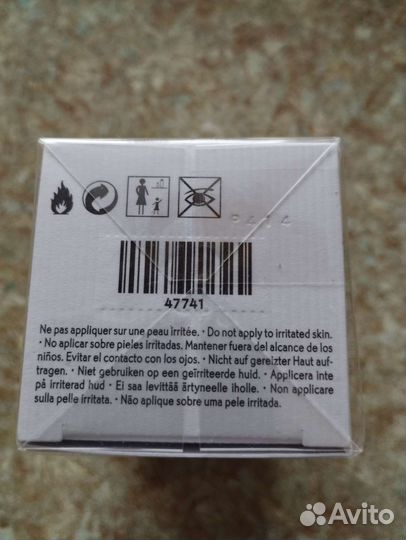 47741
Ne pas appliquer sur une peau irritée. • Do not apply to irritated skin.
• No aplicar sobre pieles irritadas. Mantener fuera del alcance de los
niños. Evitar el contacto con los ojos. • Nicht auf gereizter Haut auf-
tragen. • Niet gebruiken op een geïrriteerde huid. • Applicera inte
på irriterad hud • Ei saa levittää ärtyneelle iholle. • Non applicare
sulla pelle irritata. • Não aplique sobre uma pele irritada.
Avito